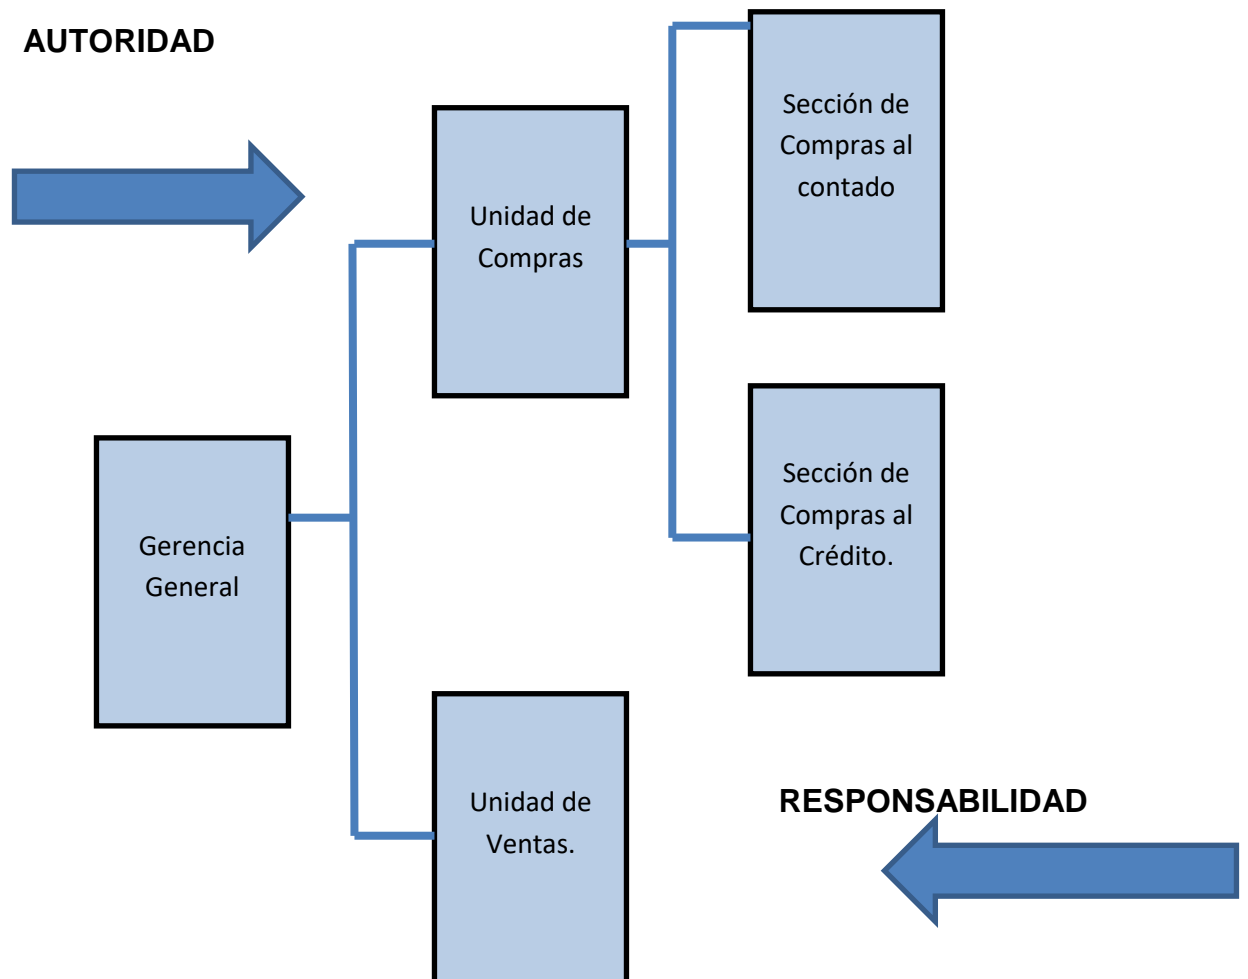 AUTORIDAD
Sección de
Compras al
contado
Unidad de
Compras
Sección de
Compras al
Crédito.
Gerencia
General
Unidad de
Ventas.
RESPONSABILIDAD